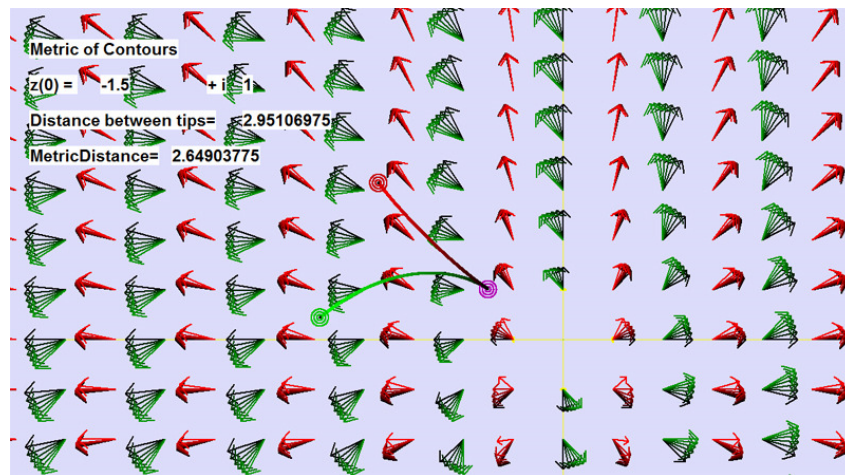 Metric of Contours
z(0) = -1.5 + i 1
Distance between tips= 2.95106975
MetricDistance= 2.64903775